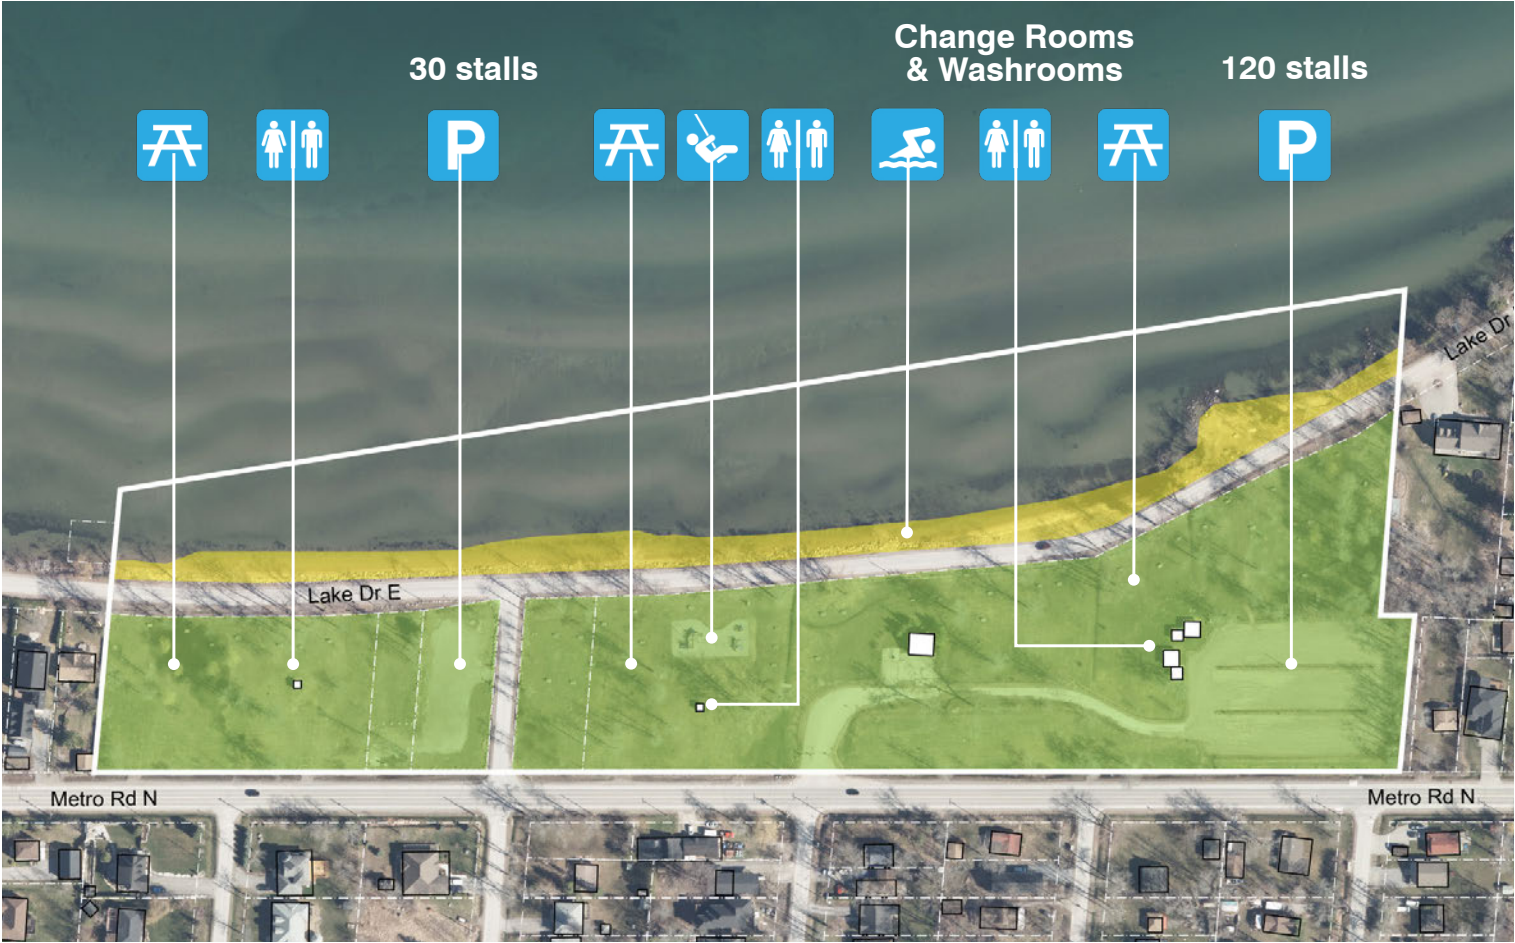 Change Rooms
& Washrooms
30 stalls
120 stalls
P
P
Lake Dr
Lake Dr E
Metro Rd N
Metro Rd N